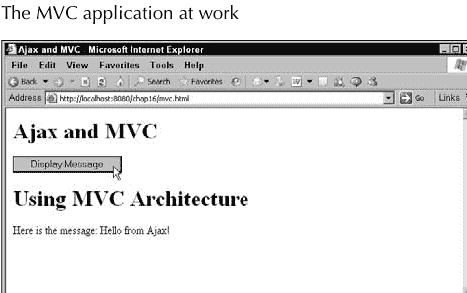 The MVC application at work
Ajax and MVC - Microsoft Internet Explorer
File Edit View Favorites Tools Help
Back Search Favorites
Address http://localhost:8080/chap16/mvc.html Go Links
Ajax and MVC
Display Message
Using MVC Architecture
Here is the message: Hello from Ajax!